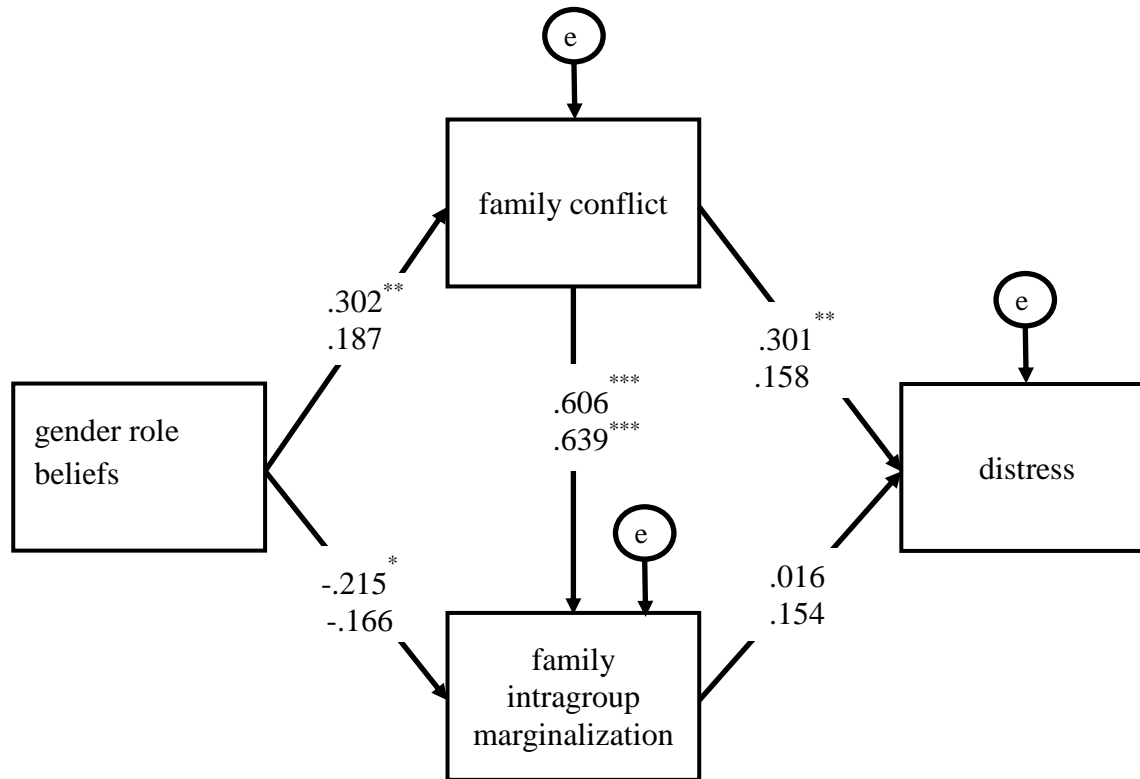 e
family conflict
e
.302**
.187
.301**
.158
.606***
.639***
gender role
beliefs
distress
e
-.215*
-.166
.016
.154
family
intragroup
marginalization